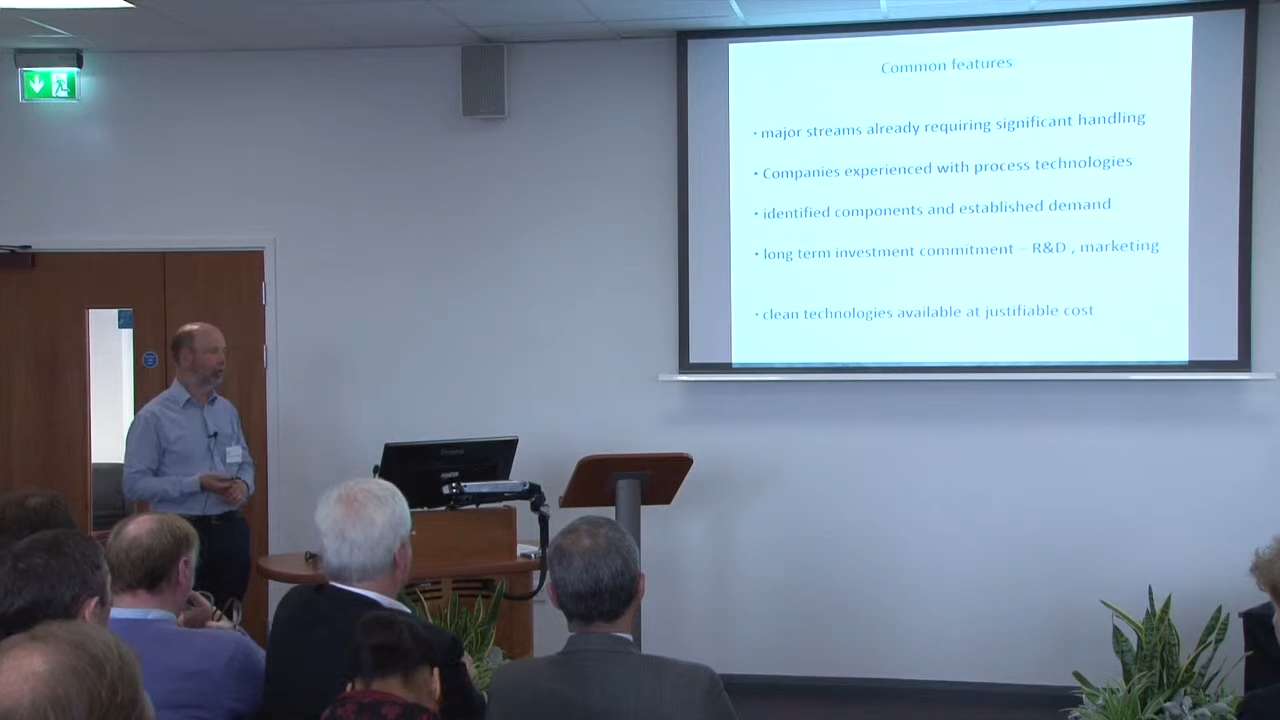 Common features
• major streams already requiring significant handling
• Companies experienced with process technologies
• identified components and established demand
• long term investment commitment – R&D , marketing
• clean technologies available at justifiable cost